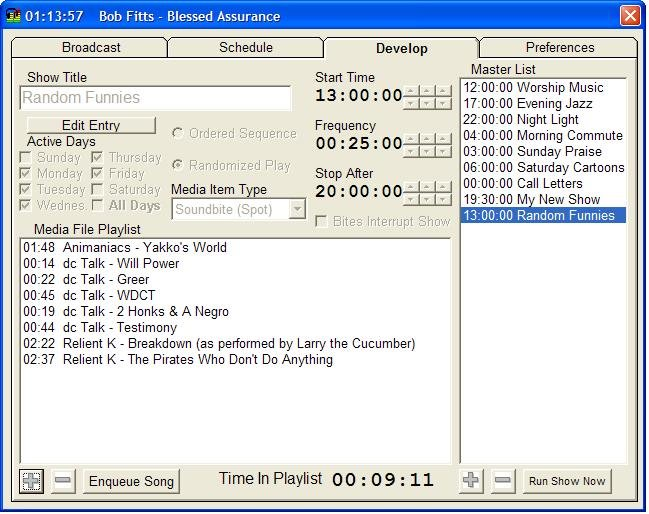 01:13:57 Bob Fitts - Blessed Assurance
Broadcast
Schedule
Develop
Preferences
Show Title
Random Funnies
Edit Entry
Active Days
Sunday
Thursday
Monday
Friday
Tuesday
Saturday
Wednes.
All Days
Ordered Sequence
Randomized Play
Media Item Type
Soundbite (Spot)
Start Time
13:00:00
Frequency
00:25:00
Stop After
20:00:00
Bites Interrupt Show
Master List
12:00:00 Worship Music
17:00:00 Evening Jazz
22:00:00 Night Light
04:00:00 Morning Commute
03:00:00 Sunday Praise
06:00:00 Saturday Cartoons
00:00:00 Call Letters
19:30:00 My New Show
13:00:00 Random Funnies
Media File Playlist
01:48 Animaniacs - Yakko's World
00:14 dc Talk - Will Power
00:22 dc Talk - Greer
00:45 dc Talk - WDCT
00:19 dc Talk - 2 Honks & A Negro
00:44 dc Talk - Testimony
02:22 Relient K - Breakdown (as performed by Larry the Cucumber)
02:37 Relient K - The Pirates Who Don't Do Anything
Enqueue Song
Time In Playlist 00:09:11
Run Show Now